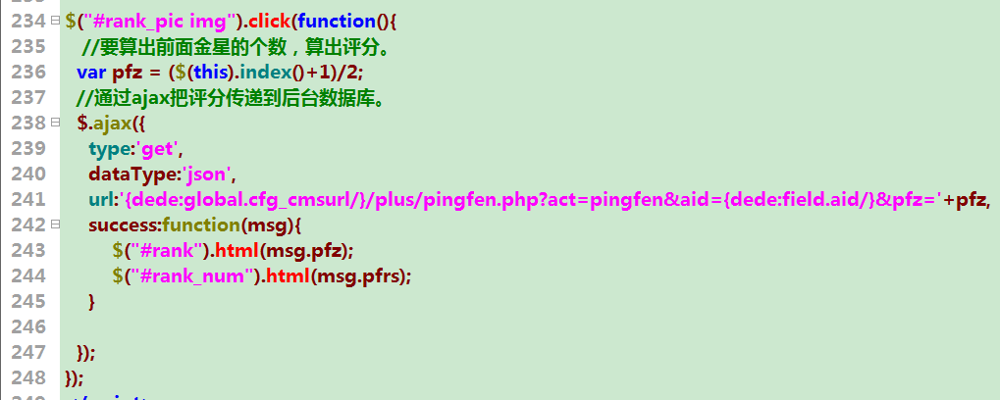 234 $("#rank_pic img").click(function(){
235 //要算出前面金星的个数，算出评分。
236 var pfz = ($(this).index()+1)/2;
237 //通过ajax把评分传递到后台数据库。
238 $.ajax({
239 type:'get',
240 dataType:'json',
241 url:'{dede:global.cfg_cmsurl/}/plus/pingfen.php?act=pingfen&aid={dede:field.aid/}&pfz='+pfz,
242 success:function(msg){
243 $("#rank").html(msg.pfz);
244 $("#rank_num").html(msg.pfrs);
245 }
246
247 });
248 });